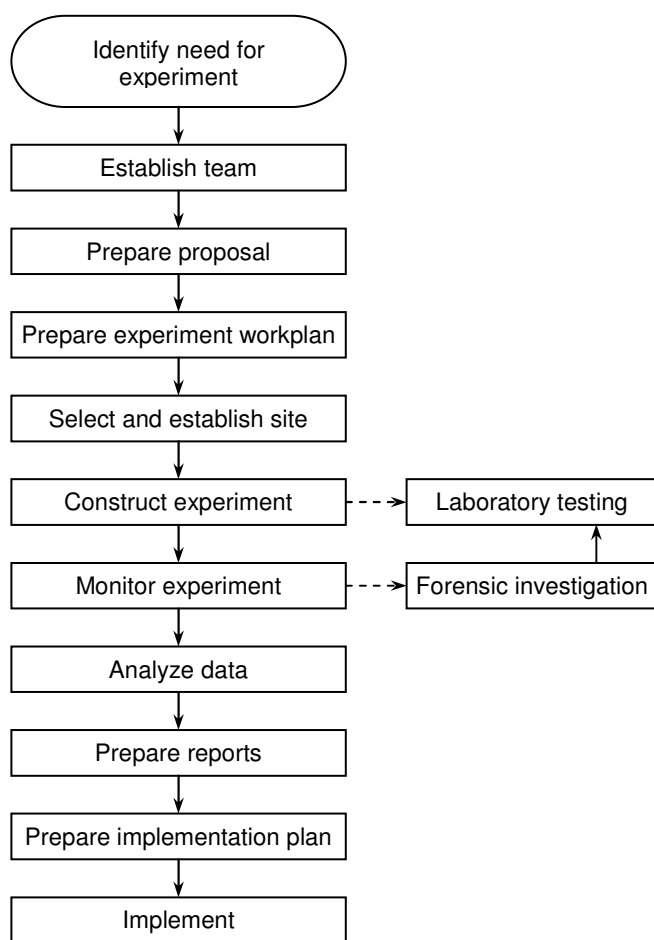 Identify need for
experiment
Establish team
Prepare proposal
Prepare experiment workplan
Select and establish site
Construct experiment
Laboratory testing
Monitor experiment
Forensic investigation
Analyze data
Prepare reports
Prepare implementation plan
Implement